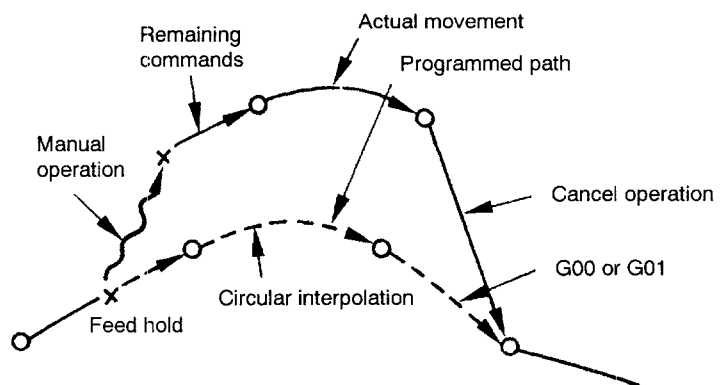 Actual movement
Remaining
commands
Programmed path
Manual
operation
Cancel operation
G00 or G01
Circular interpolation
Feed hold